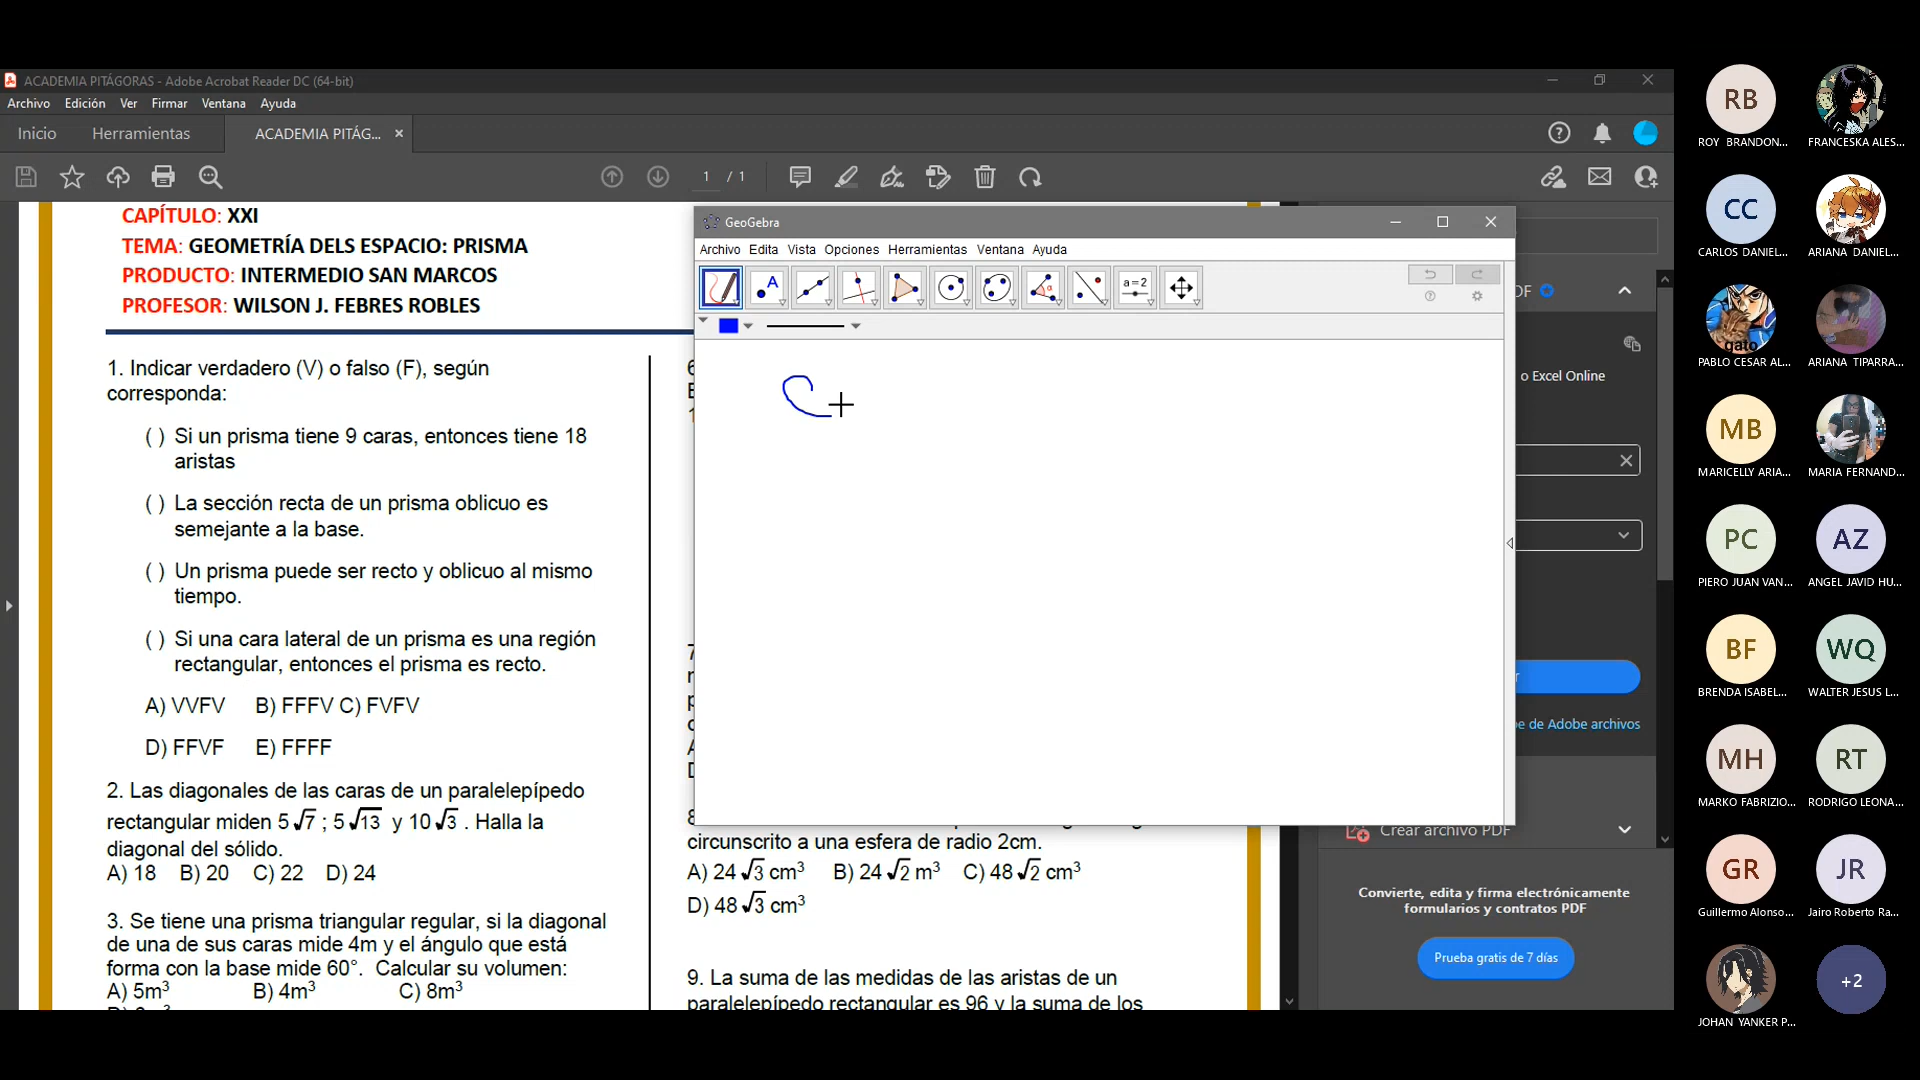 ACADEMIA PITÁGORAS - Adobe Acrobat Reader DC (64-bit)
Archivo Edición Ver Firmar Ventana Ayuda
Inicio Herramientas ACADEMIA PITÁG... ×
1 / 1
CAPÍTULO: XXI
TEMA: GEOMETRÍA DELS ESPACIO: PRISMA
PRODUCTO: INTERMEDIO SAN MARCOS
PROFESOR: WILSON J. FEBRES ROBLES
1. Indicar verdadero (V) o falso (F), según
corresponda:
( ) Si un prisma tiene 9 caras, entonces tiene 18
aristas
( ) La sección recta de un prisma oblicuo es
semejante a la base.
( ) Un prisma puede ser recto y oblicuo al mismo
tiempo.
( ) Si una cara lateral de un prisma es una región
rectangular, entonces el prisma es recto.
A) VVFV B) FFFV C) FVFV
D) FFVF E) FFFF
2. Las diagonales de las caras de un paralelepípedo
rectangular miden 5√7 ; 5√13 y 10√3 . Halla la
diagonal del sólido.
A) 18 B) 20 C) 22 D) 24
3. Se tiene una prisma triangular regular, si la diagonal
de una de sus caras mide 4m y el ángulo que está
forma con la base mide 60°. Calcular su volumen:
A) 5m³ B) 4m³ C) 8m³
GeoGebra
Archivo Edita Vista Opciones Herramientas Ventana Ayuda
A
α
a=2
circunscrito a una esfera de radio 2cm.
A) 24√3 cm³ B) 24√2 m³ C) 48√2 cm³
D) 48√3 cm³
9. La suma de las medidas de las aristas de un
paralelepípedo rectangular es 96 y la suma de los
o Excel Online
de Adobe archivos
Crear archivo PDF
Convierte, edita y firma electrónicamente
formularios y contratos PDF
Prueba gratis de 7 días
RB
ROY BRANDON...
FRANCESKA ALES...
CC
CARLOS DANIEL...
ARIANA DANIEL...
gato
PABLO CESAR AL...
ARIANA TIPARRA...
MB
MARICELLY ARIA...
MARIA FERNAND...
PC
PIERO JUAN VAN...
AZ
ANGEL JAVID HU...
BF
BRENDA ISABEL...
WQ
WALTER JESUS L...
MH
MARKO FABRIZIO...
RT
RODRIGO LEONA...
GR
Guillermo Alonso...
JR
Jairo Roberto Ra...
JOHAN YANKER P...
+2